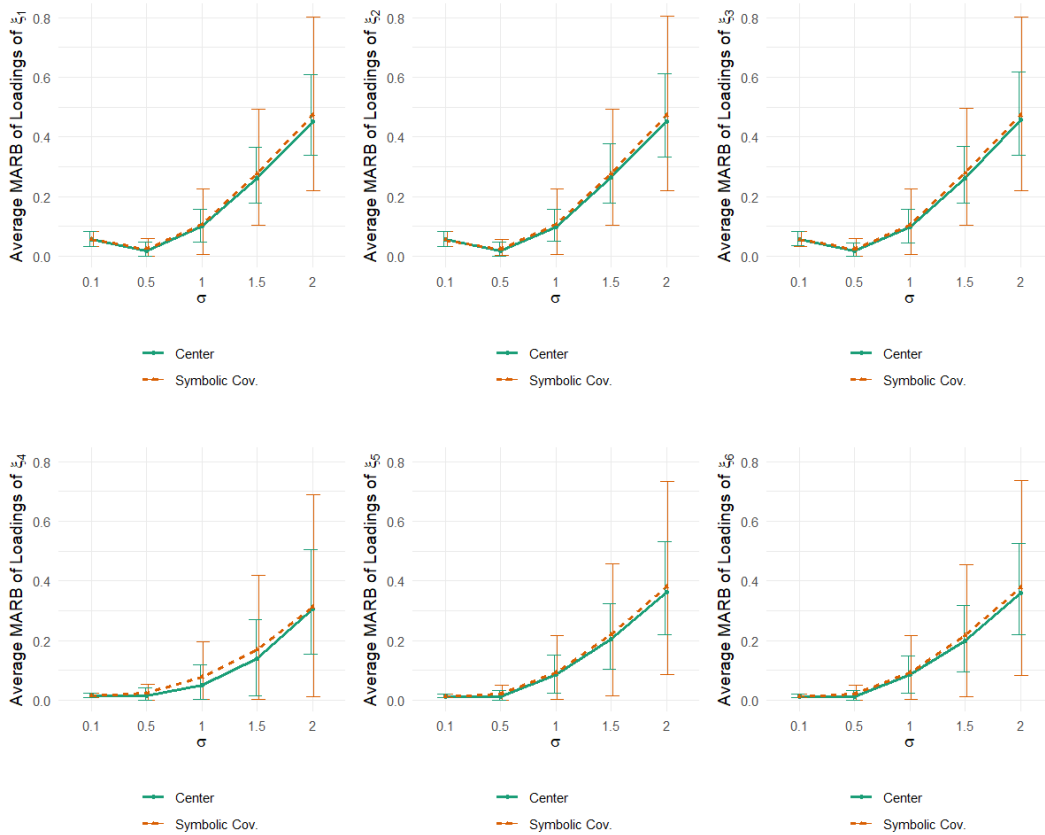 Average MARB of Loadings of ξ1
0.8
0.6
0.4
0.2
0.0
0.1 0.5 1 1.5 2
σ
Center
Symbolic Cov.
Average MARB of Loadings of ξ2
0.8
0.6
0.4
0.2
0.0
0.1 0.5 1 1.5 2
σ
Center
Symbolic Cov.
Average MARB of Loadings of ξ3
0.8
0.6
0.4
0.2
0.0
0.1 0.5 1 1.5 2
σ
Center
Symbolic Cov.
Average MARB of Loadings of ξ4
0.8
0.6
0.4
0.2
0.0
0.1 0.5 1 1.5 2
σ
Center
Symbolic Cov.
Average MARB of Loadings of ξ5
0.8
0.6
0.4
0.2
0.0
0.1 0.5 1 1.5 2
σ
Center
Symbolic Cov.
Average MARB of Loadings of ξ6
0.8
0.6
0.4
0.2
0.0
0.1 0.5 1 1.5 2
σ
Center
Symbolic Cov.